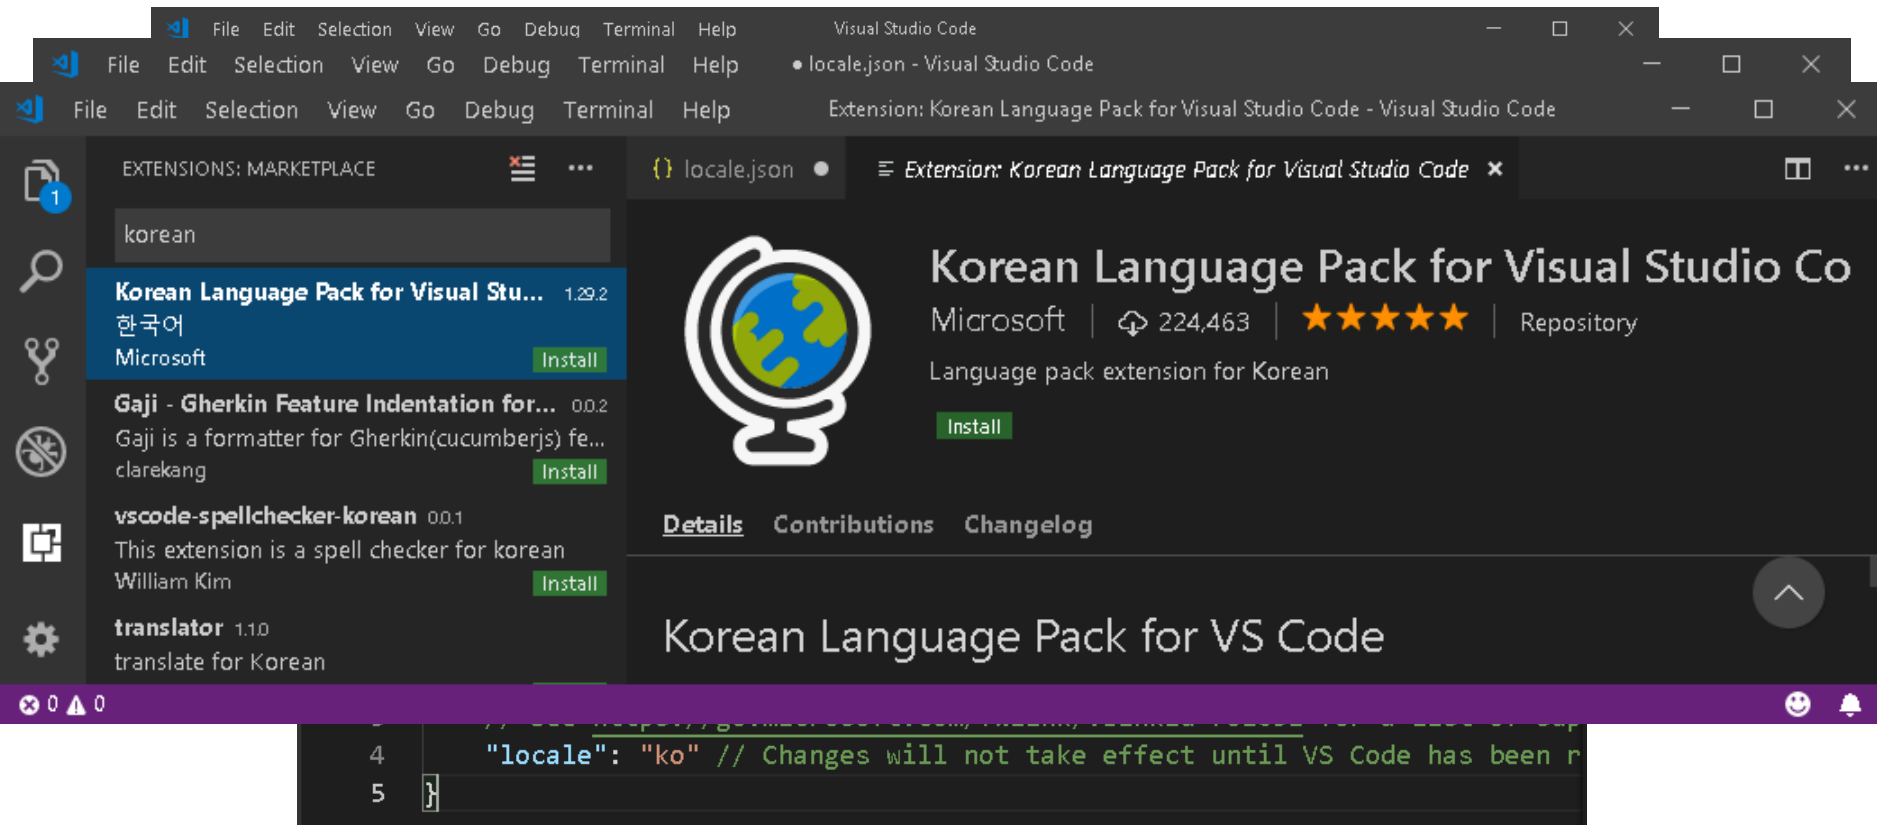 File Edit Selection View Go Debug Terminal Help Visual Studio Code
File Edit Selection View Go Debug Terminal Help ● locale.json - Visual Studio Code
File Edit Selection View Go Debug Terminal Help Extension: Korean Language Pack for Visual Studio Code - Visual Studio Code
1
EXTENSIONS: MARKETPLACE
korean
Korean Language Pack for Visual Stu... 1.29.2
한국어
Microsoft Install
Gaji - Gherkin Feature Indentation for... 0.0.2
Gaji is a formatter for Gherkin(cucumberjs) fe...
clarekang Install
vscode-spellchecker-korean 0.0.1
This extension is a spell checker for korean
William Kim Install
translator 1.1.0
translate for Korean
{} locale.json ● Extension: Korean Language Pack for Visual Studio Code
Korean Language Pack for Visual Studio Co
Microsoft 224,463 ★★★★★ Repository
Language pack extension for Korean
Install
Details Contributions Changelog
Korean Language Pack for VS Code
0 0
4 "locale": "ko" // Changes will not take effect until VS Code has been r
5 }